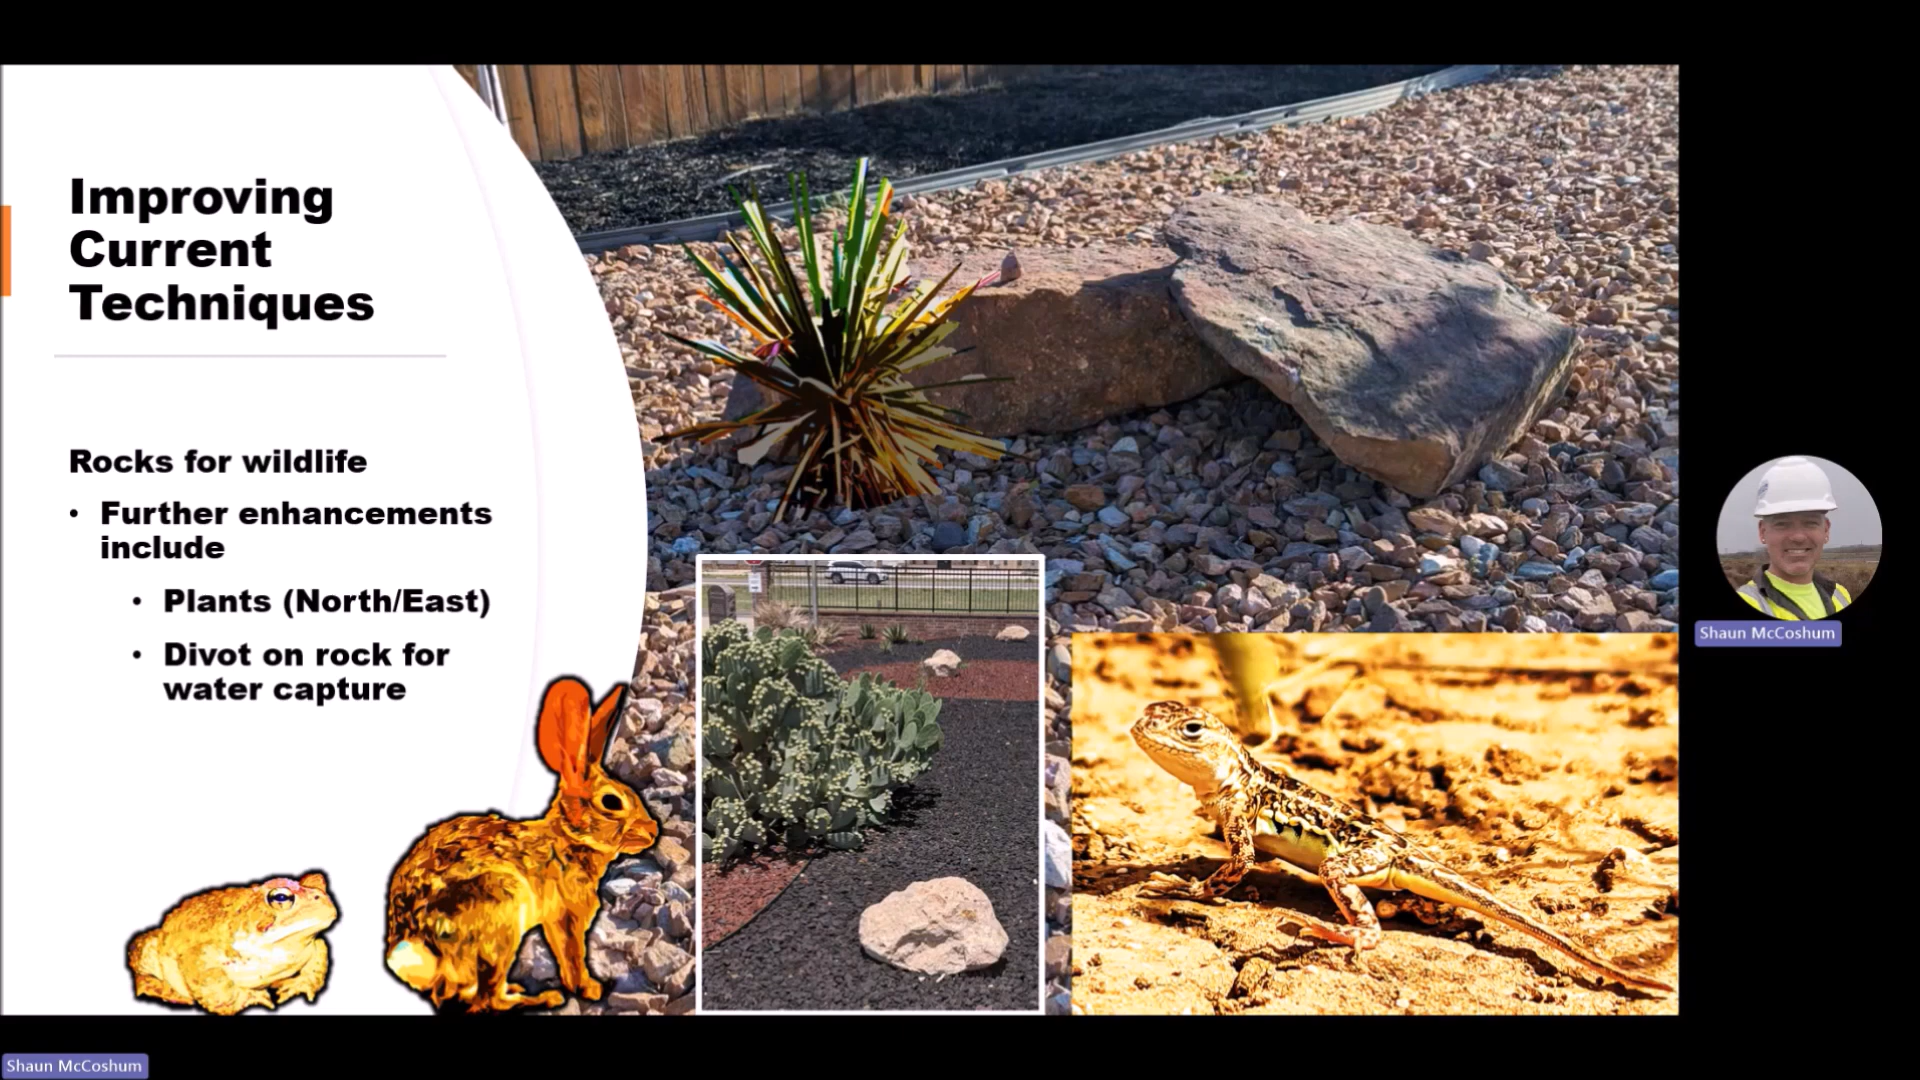 Improving
Current
Techniques
Rocks for wildlife
• Further enhancements
include
• Plants (North/East)
• Divot on rock for
water capture
Shaun McCoshum
Shaun McCoshum